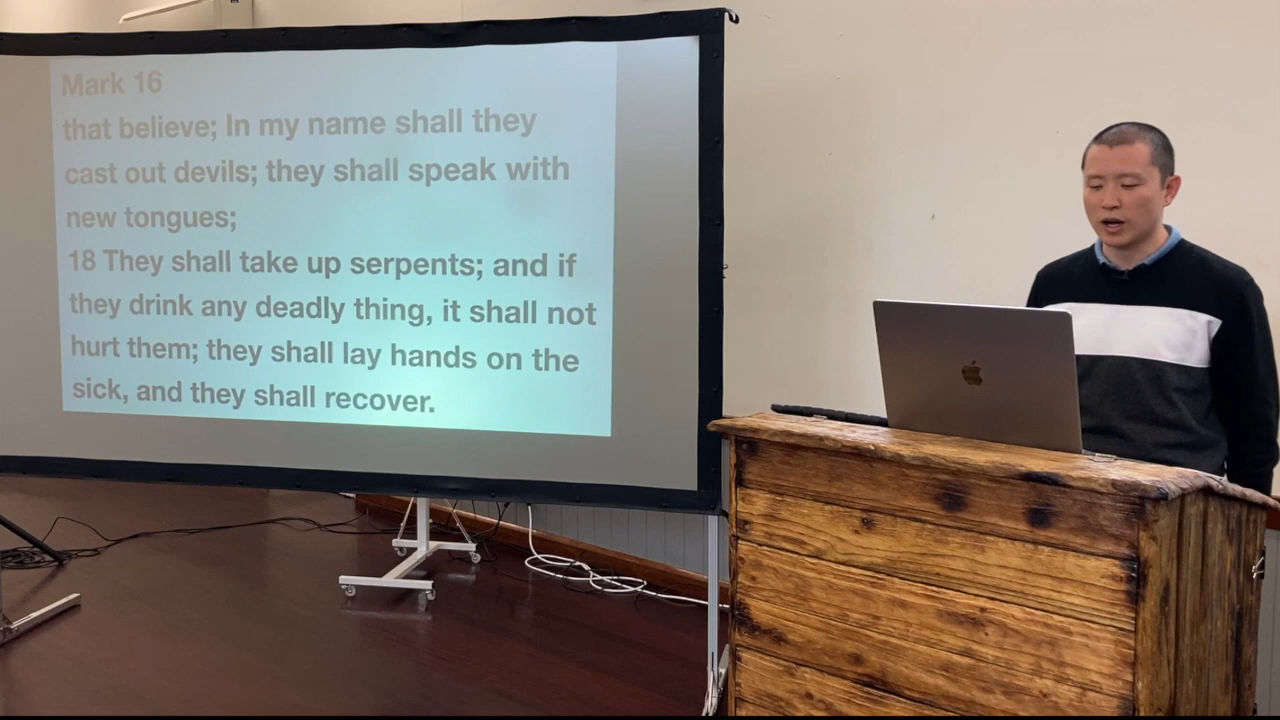 Mark 16
that believe; In my name shall they
cast out devils; they shall speak with
new tongues;
18 They shall take up serpents; and if
they drink any deadly thing, it shall not
hurt them; they shall lay hands on the
sick, and they shall recover.